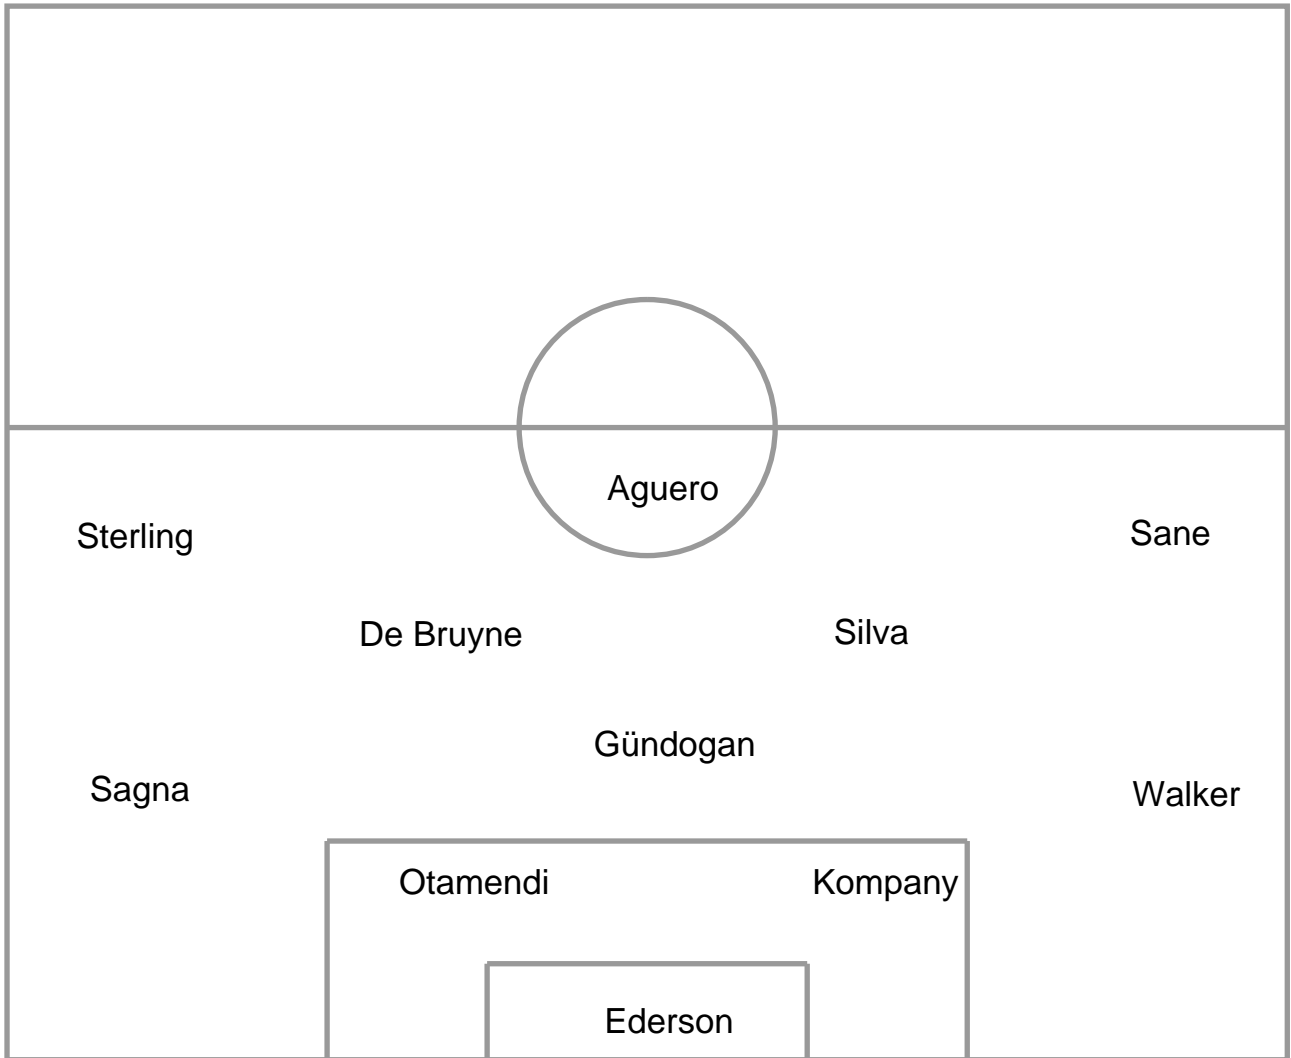 Aguero
Sterling
Sane
De Bruyne
Silva
Gündogan
Sagna
Walker
Otamendi
Kompany
Ederson